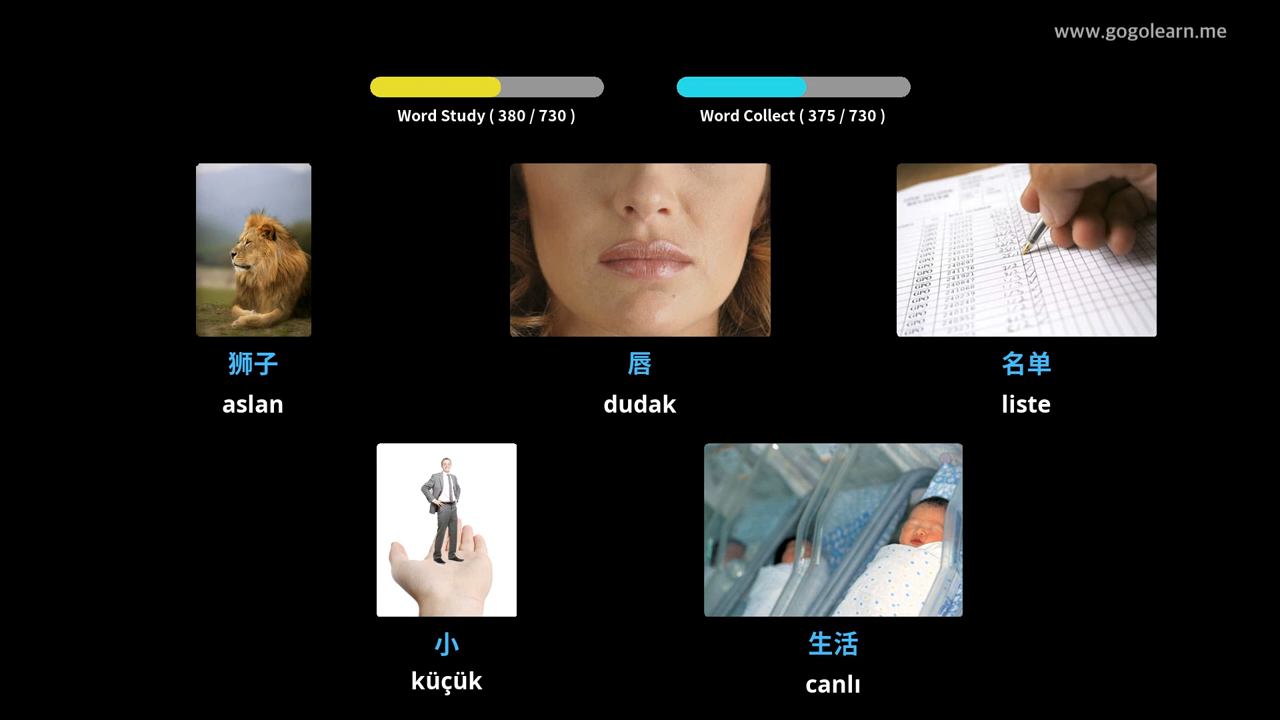 www.gogolearn.me
Word Study ( 380 / 730 )
Word Collect ( 375 / 730 )
狮子
唇
名单
aslan
dudak
liste
小
生活
küçük
canlı